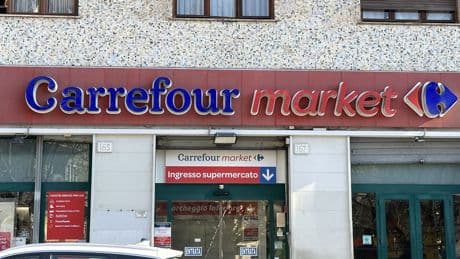 Carrefour market
165
167
Carrefour market
Ingresso supermercato
ENTRATA
ENTRATA